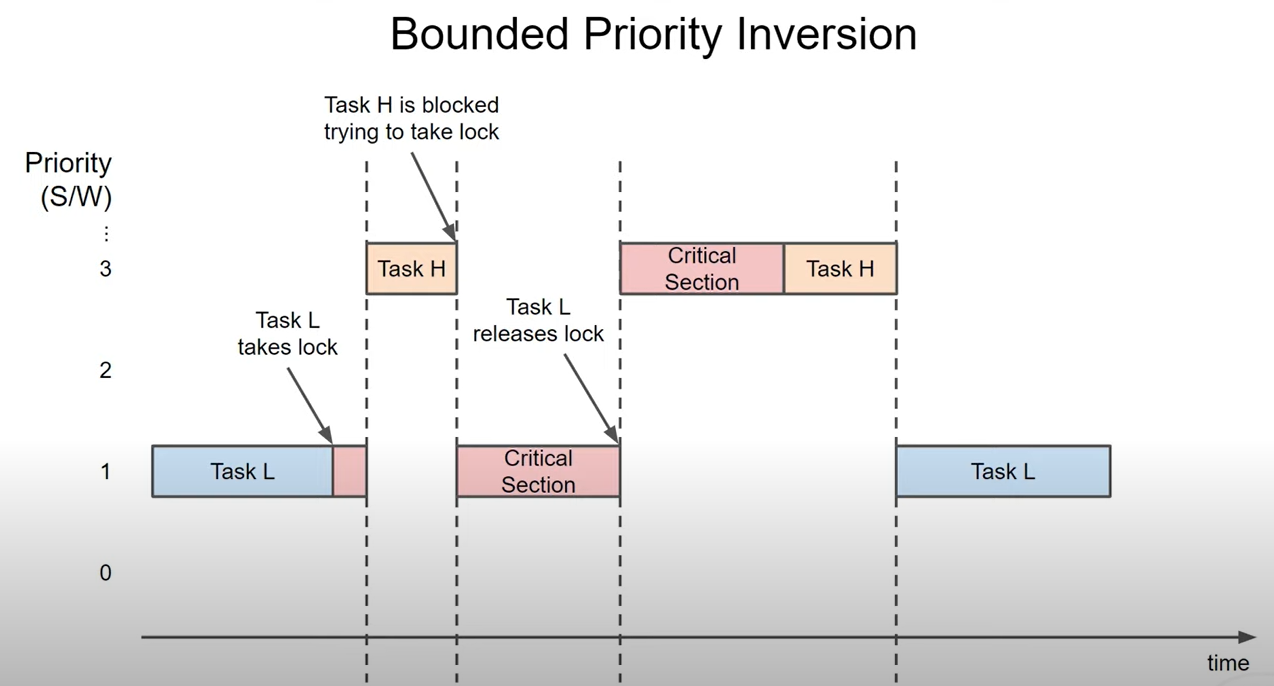 Bounded Priority Inversion
Task H is blocked
trying to take lock
Priority
(S/W)
⋮
3
Task H
Critical
Section
Task H
Task L
releases lock
Task L
takes lock
2
1
Task L
Critical
Section
Task L
0
time